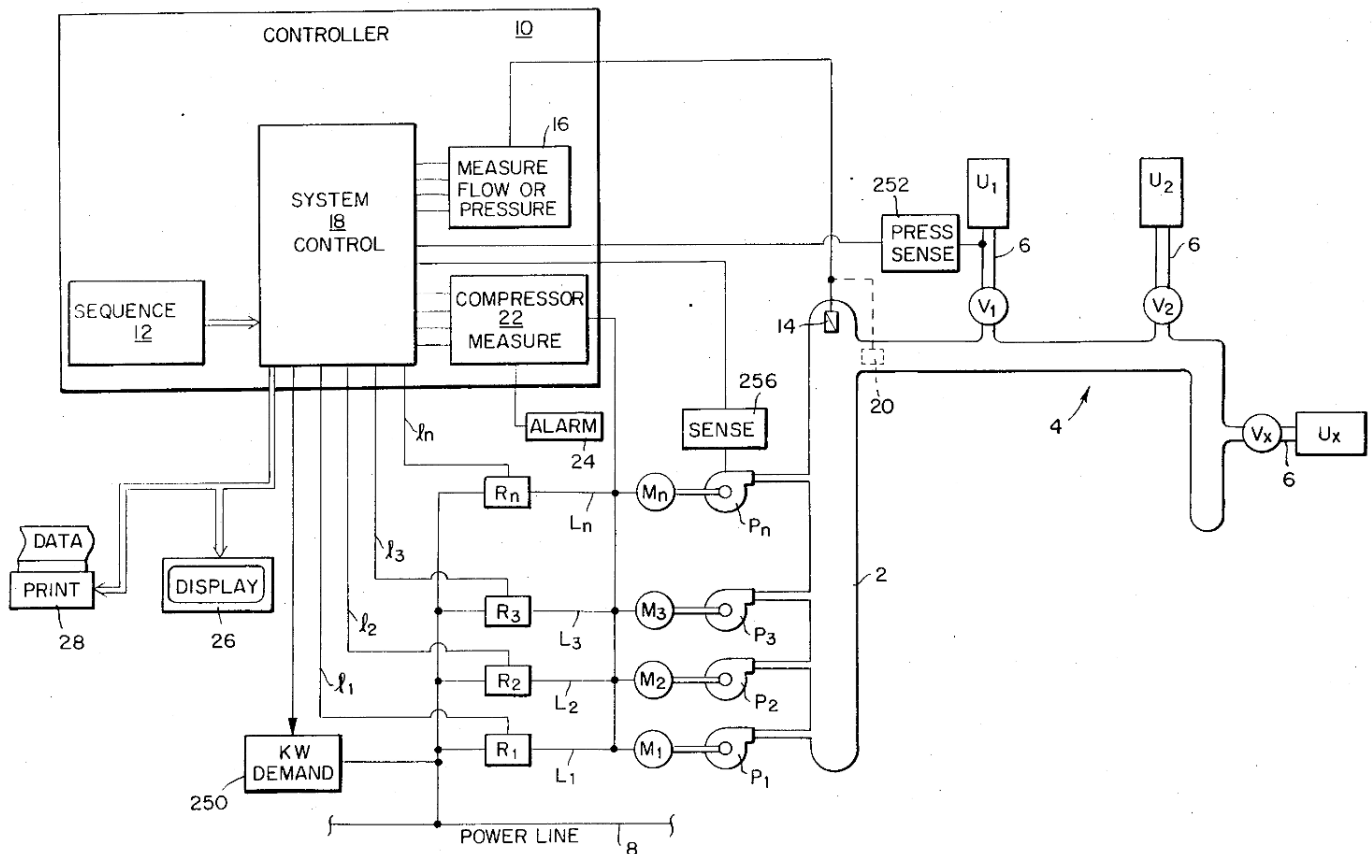 CONTROLLER 10
16
MEASURE
FLOW OR
PRESSURE
SYSTEM
18
CONTROL
252
PRESS
SENSE
U1
U2
6
6
V1
V2
SEQUENCE
12
COMPRESSOR
22
MEASURE
14
20
4
256
SENSE
ALARM
24
Vx
Ux
6
ln
Rn
Ln
Mn
Pn
DATA
PRINT
28
DISPLAY
26
l3
R3
L3
M3
P3
2
l2
R2
L2
M2
P2
l1
R1
L1
M1
P1
KW
DEMAND
250
POWER LINE
8